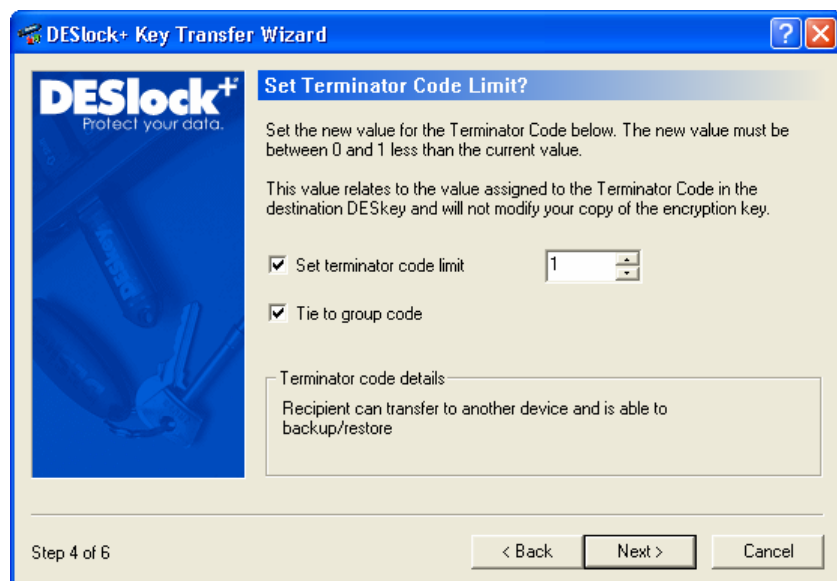 DESlock+ Key Transfer Wizard
DESlock+
Protect your data.
DESkey
Set Terminator Code Limit?
Set the new value for the Terminator Code below. The new value must be
between 0 and 1 less than the current value.
This value relates to the value assigned to the Terminator Code in the
destination DESkey and will not modify your copy of the encryption key.
Set terminator code limit
1
Tie to group code
Terminator code details
Recipient can transfer to another device and is able to
backup/restore
Step 4 of 6
< Back
Next >
Cancel